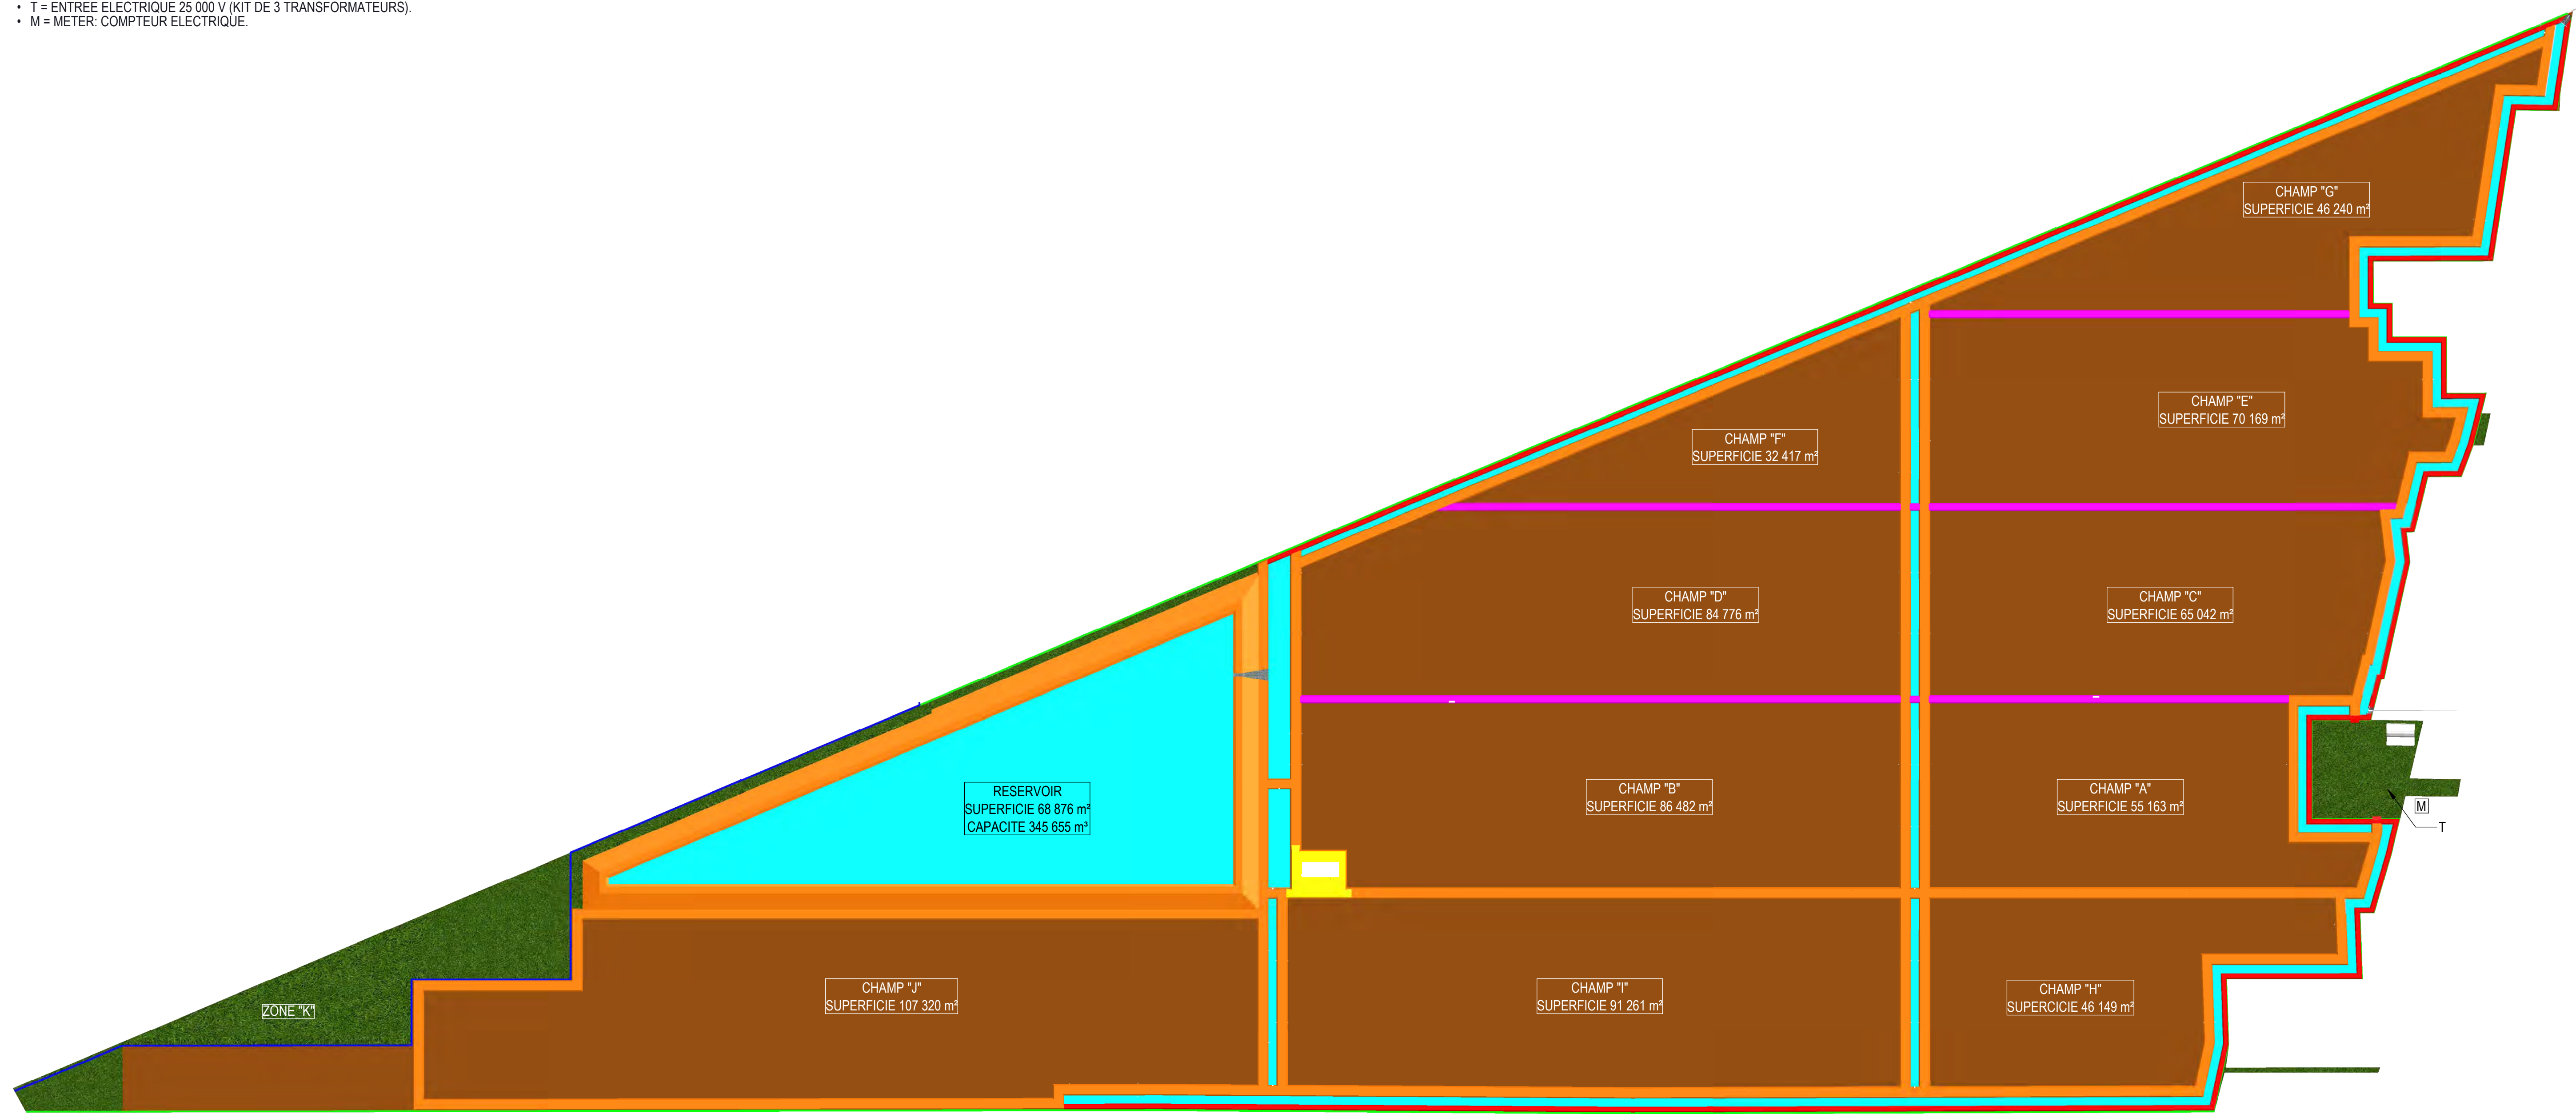 • T = ENTREE ELECTRIQUE 25 000 V (KIT DE 3 TRANSFORMATEURS).
• M = METER: COMPTEUR ELECTRIQUE.
CHAMP "G"
SUPERFICIE 46 240 m²
CHAMP "E"
SUPERFICIE 70 169 m²
CHAMP "F"
SUPERFICIE 32 417 m²
CHAMP "D"
SUPERFICIE 84 776 m²
CHAMP "C"
SUPERFICIE 65 042 m²
RESERVOIR
SUPERFICIE 68 876 m²
CAPACITE 345 655 m³
CHAMP "B"
SUPERFICIE 86 482 m²
CHAMP "A"
SUPERFICIE 55 163 m²
M
T
ZONE "K"
CHAMP "J"
SUPERFICIE 107 320 m²
CHAMP "I"
SUPERFICIE 91 261 m²
CHAMP "H"
SUPERCICIE 46 149 m²